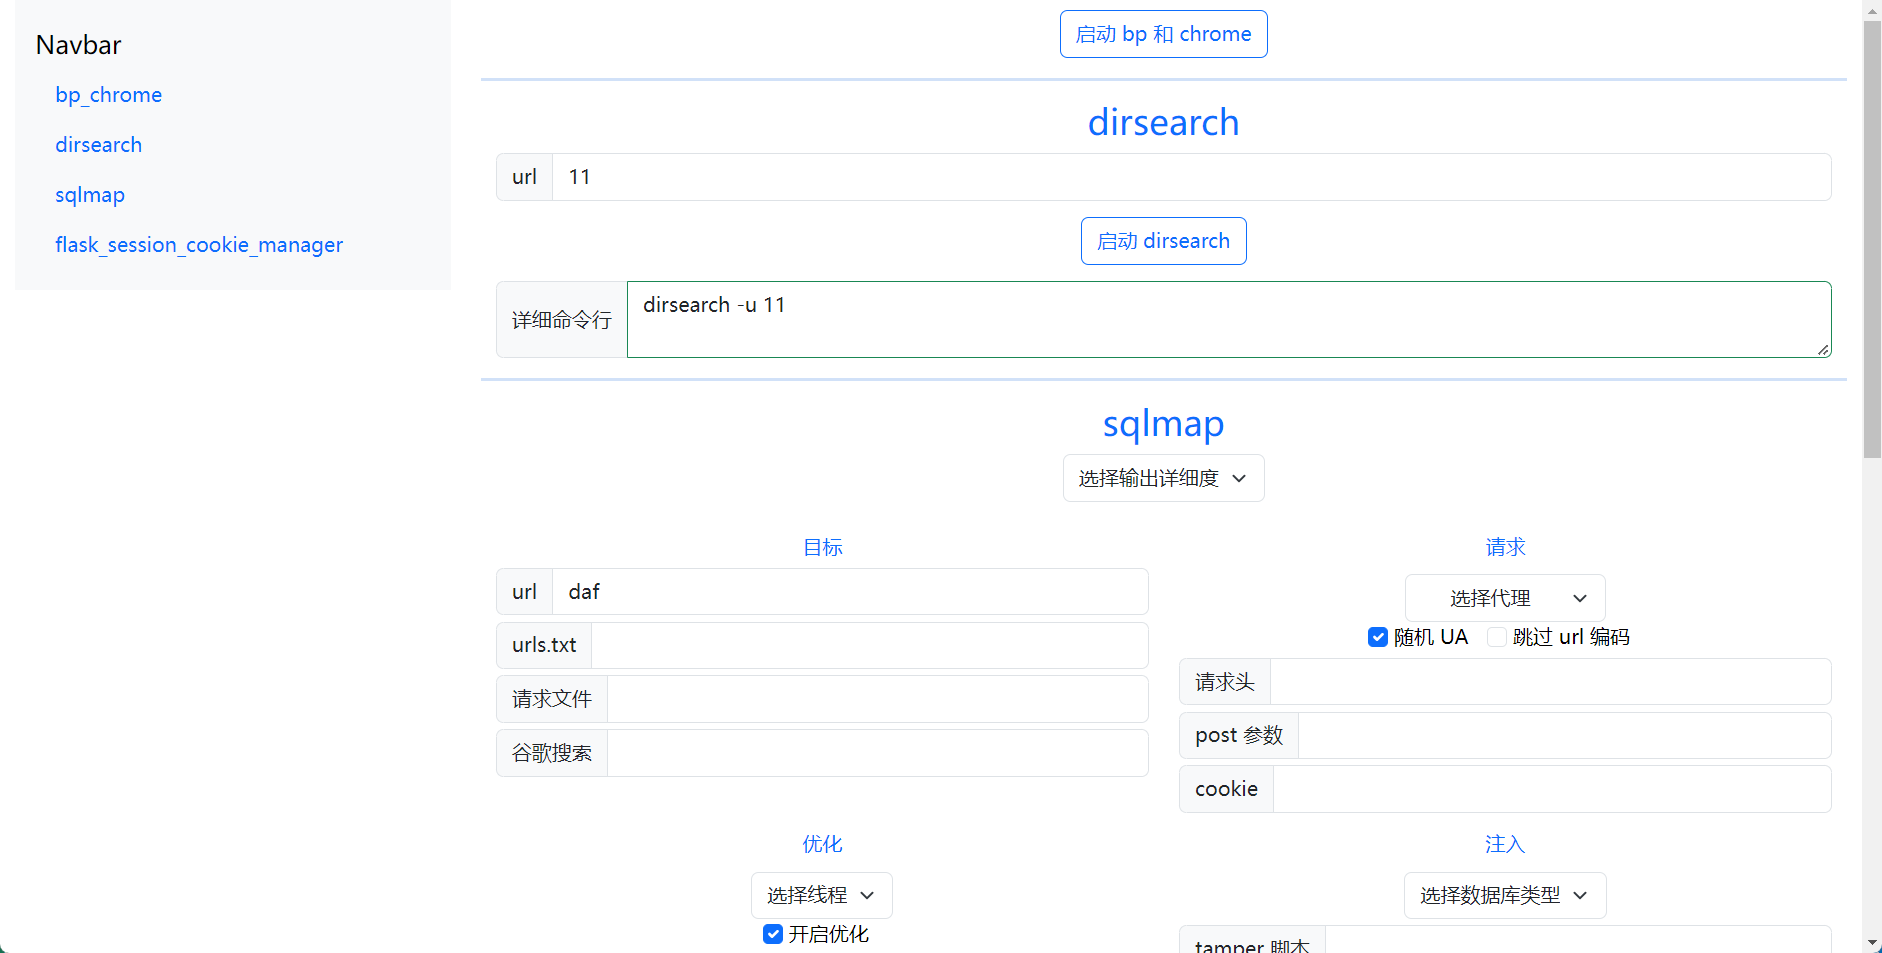 Navbar
bp_chrome
dirsearch
sqlmap
flask_session_cookie_manager
启动 bp 和 chrome
dirsearch
url 11
启动 dirsearch
详细命令行 dirsearch -u 11
sqlmap
选择输出详细度
目标
url daf
urls.txt
请求文件
谷歌搜索
请求
选择代理
随机 UA 跳过 url 编码
请求头
post 参数
cookie
优化
选择线程
开启优化
注入
选择数据库类型
tamper 脚本